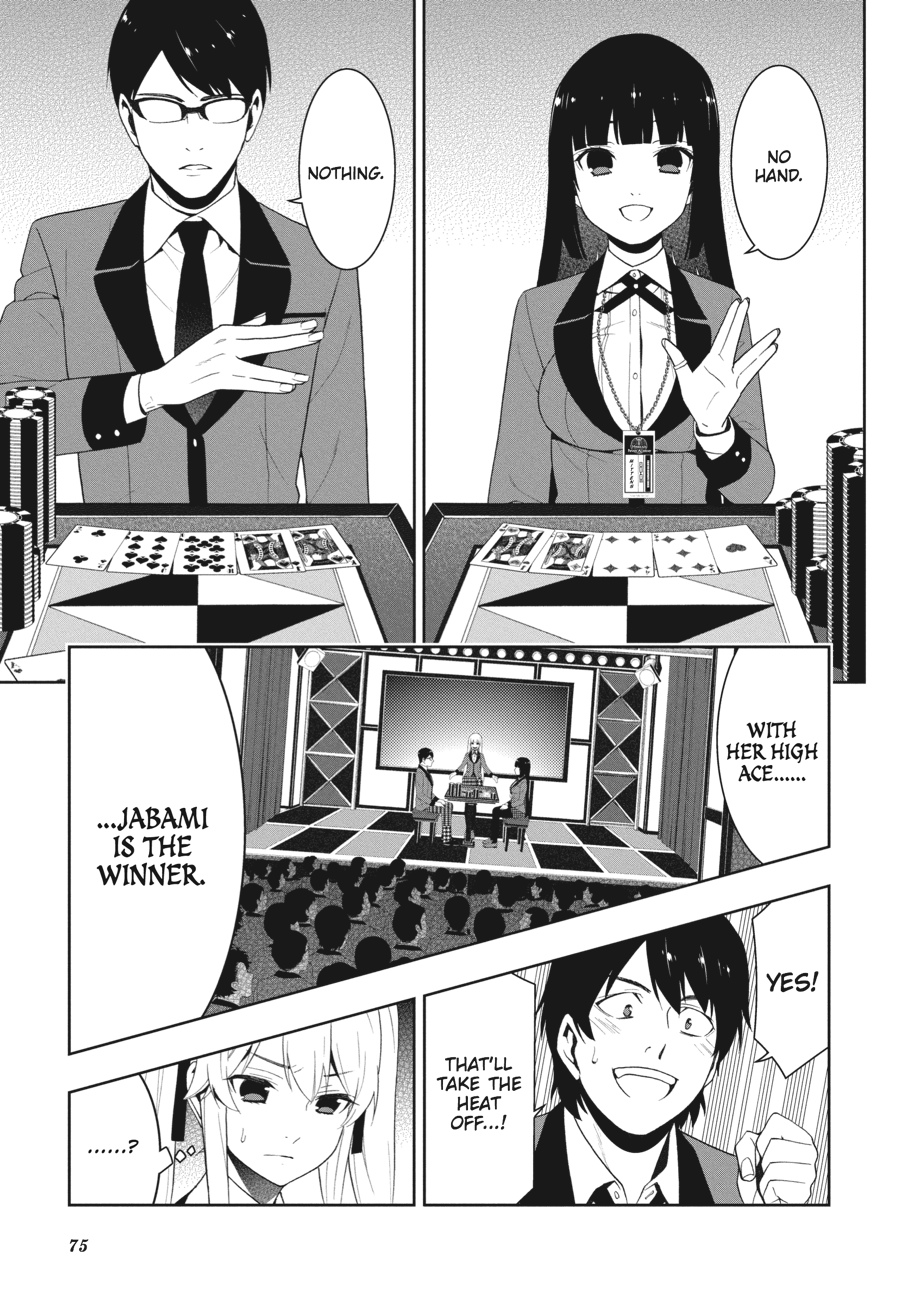 NO
HAND.
NOTHING.
WITH
HER HIGH
ACE......
...JABAMI
IS THE
WINNER.
YES!
THAT'LL
TAKE THE
HEAT
OFF...!
......?
75